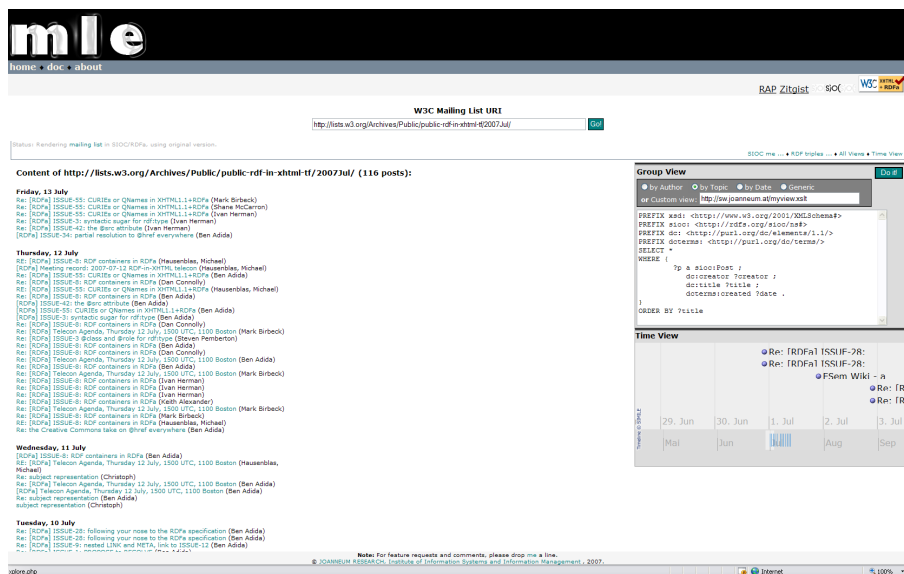 mle
home • doc • about
RAP Zitgist SIOC W3C XHTML + RDFa
W3C Mailing List URI
http://lists.w3.org/Archives/Public/public-rdf-in-xhtml-tf/2007Jul/ Go!
Status: Rendering mailing list in SIOC/RDFa, using original version.
SIOC me ... ♦ RDF triples ... ♦ All Views ♦ Time View
Content of http://lists.w3.org/Archives/Public/public-rdf-in-xhtml-tf/2007Jul/ (116 posts):
Friday, 13 July
Re: [RDFa] ISSUE-55: CURIEs or QNames in XHTML1.1+RDFa (Mark Birbeck)
Re: [RDFa] ISSUE-55: CURIEs or QNames in XHTML1.1+RDFa (Shane McCarron)
Re: [RDFa] ISSUE-55: CURIEs or QNames in XHTML1.1+RDFa (Ivan Herman)
Re: [RDFa] ISSUE-3: syntactic sugar for rdf:type (Ivan Herman)
Re: [RDFa] ISSUE-42: the @src attribute (Ivan Herman)
[RDFa] ISSUE-34: partial resolution to @href everywhere (Ben Adida)
Thursday, 12 July
RE: [RDFa] ISSUE-8: RDF containers in RDFa (Hausenblas, Michael)
[RDFa] Meeting record: 2007-07-12 RDF-in-XHTML telecon (Hausenblas, Michael)
Re: [RDFa] ISSUE-55: CURIEs or QNames in XHTML1.1+RDFa (Ben Adida)
Re: [RDFa] ISSUE-8: RDF containers in RDFa (Dan Connolly)
RE: [RDFa] ISSUE-55: CURIEs or QNames in XHTML1.1+RDFa (Hausenblas, Michael)
Re: [RDFa] ISSUE-8: RDF containers in RDFa (Ben Adida)
[RDFa] ISSUE-42: the @src attribute (Ben Adida)
[RDFa] ISSUE-55: CURIEs or QNames in XHTML1.1+RDFa (Ben Adida)
[RDFa] ISSUE-3: syntactic sugar for rdf:type (Ben Adida)
Re: [RDFa] ISSUE-8: RDF containers in RDFa (Dan Connolly)
Re: [RDFa] Telecon Agenda, Thursday 12 July, 1500 UTC, 1100 Boston (Mark Birbeck)
Re: [RDFa] ISSUE-3 @class and @role for rdf:type (Steven Pemberton)
Re: [RDFa] ISSUE-8: RDF containers in RDFa (Ben Adida)
Re: [RDFa] ISSUE-8: RDF containers in RDFa (Dan Connolly)
Re: [RDFa] Telecon Agenda, Thursday 12 July, 1500 UTC, 1100 Boston (Ben Adida)
Re: [RDFa] ISSUE-8: RDF containers in RDFa (Ben Adida)
Re: [RDFa] Telecon Agenda, Thursday 12 July, 1500 UTC, 1100 Boston (Mark Birbeck)
Re: [RDFa] ISSUE-8: RDF containers in RDFa (Ivan Herman)
Re: [RDFa] ISSUE-8: RDF containers in RDFa (Ivan Herman)
Re: [RDFa] ISSUE-8: RDF containers in RDFa (Ivan Herman)
Re: [RDFa] ISSUE-8: RDF containers in RDFa (Keith Alexander)
Re: [RDFa] Telecon Agenda, Thursday 12 July, 1500 UTC, 1100 Boston (Mark Birbeck)
Re: [RDFa] ISSUE-8: RDF containers in RDFa (Mark Birbeck)
RE: [RDFa] ISSUE-8: RDF containers in RDFa (Hausenblas, Michael)
Re: the Creative Commons take on @href everywhere (Ben Adida)
Wednesday, 11 July
[RDFa] ISSUE-8: RDF containers in RDFa (Ben Adida)
RE: [RDFa] Telecon Agenda, Thursday 12 July, 1500 UTC, 1100 Boston (Hausenblas,
Michael)
Re: subject representation (Christoph)
Re: [RDFa] Telecon Agenda, Thursday 12 July, 1500 UTC, 1100 Boston (Ben Adida)
[RDFa] Telecon Agenda, Thursday 12 July, 1500 UTC, 1100 Boston (Ben Adida)
Re: subject representation (Ben Adida)
subject representation (Christoph)
Tuesday, 10 July
Re: [RDFa] ISSUE-28: following your nose to the RDFa specification (Ben Adida)
Re: [RDFa] ISSUE-28: following your nose to the RDFa specification (Ben Adida)
Re: [RDFa] ISSUE-9: nested LINK and META, link to ISSUE-12 (Ben Adida)
Group View Do it!
by Author by Topic by Date Generic
or Custom view: http://sw.joanneum.at/myview.xslt
PREFIX xsd: <http://www.w3.org/2001/XMLSchema#>
PREFIX sioc: <http://rdfs.org/sioc/ns#>
PREFIX dc: <http://purl.org/dc/elements/1.1/>
PREFIX dcterms: <http://purl.org/dc/terms/>
SELECT *
WHERE {
?p a sioc:Post ;
dc:creator ?creator ;
dc:title ?title ;
dcterms:created ?date .
}
ORDER BY ?title
Time View
Re: [RDFa] ISSUE-28:
Re: [RDFa] ISSUE-28:
ESem Wiki - a
Re: [R
Re: [R
29. Jun 30. Jun 1. Jul 2. Jul 3. Jul
Mai Jun Aug Sep
Timeline © SIMILE
Note: For feature requests and comments, please drop me a line.
© JOANNEUM RESEARCH, Institute of Information Systems and Information Management, 2007.
xplore.php Internet 100%